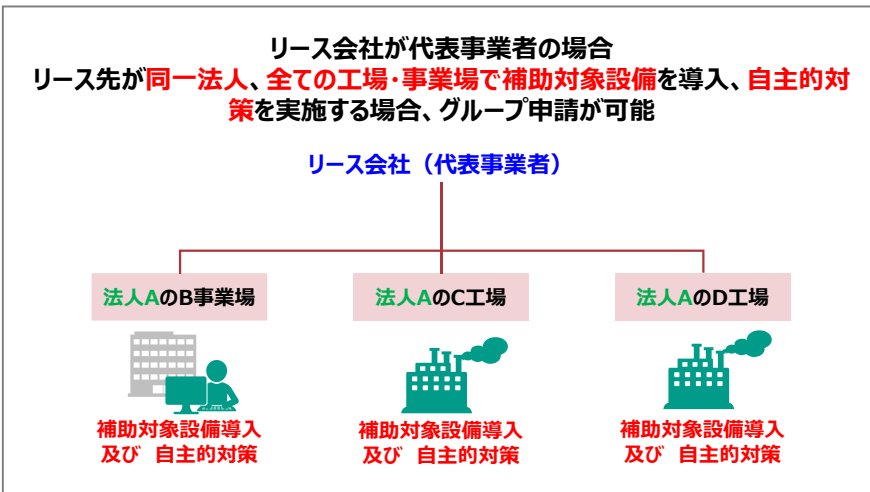 リース会社が代表事業者の場合
リース先が同一法人、全ての工場・事業場で補助対象設備を導入、自主的対
策を実施する場合、グループ申請が可能
リース会社（代表事業者）
法人AのB事業場
法人AのC工場
法人AのD工場
補助対象設備導入
及び 自主的対策
補助対象設備導入
及び 自主的対策
補助対象設備導入
及び 自主的対策